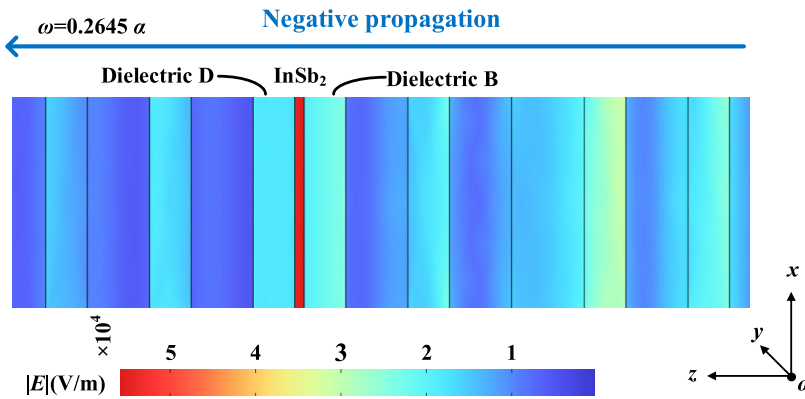 Negative propagation
ω=0.2645 α
Dielectric D
InSb₂
Dielectric B
x
y
z
o
×10⁴
5 4 3 2 1
|E|(V/m)